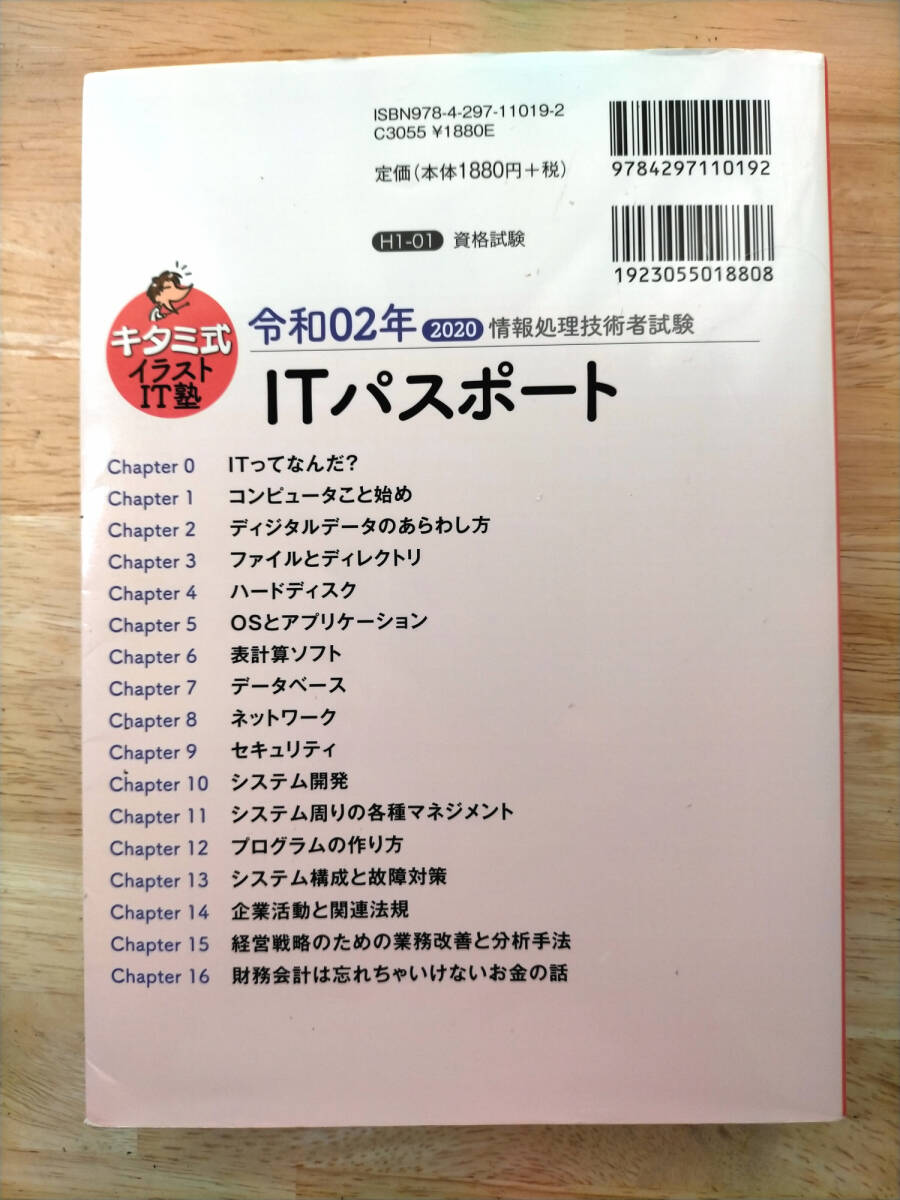 ISBN978-4-297-11019-2
C3055 ¥1880E
定価(本体1880円+税)
9784297110192
H1-01 資格試験
1923055018808
キタミ式
イラスト
IT塾
令和02年 2020 情報処理技術者試験
ITパスポート
Chapter 0 ITってなんだ?
Chapter 1 コンピュータこと始め
Chapter 2 ディジタルデータのあらわし方
Chapter 3 ファイルとディレクトリ
Chapter 4 ハードディスク
Chapter 5 OSとアプリケーション
Chapter 6 表計算ソフト
Chapter 7 データベース
Chapter 8 ネットワーク
Chapter 9 セキュリティ
Chapter 10 システム開発
Chapter 11 システム周りの各種マネジメント
Chapter 12 プログラムの作り方
Chapter 13 システム構成と故障対策
Chapter 14 企業活動と関連法規
Chapter 15 経営戦略のための業務改善と分析手法
Chapter 16 財務会計は忘れちゃいけないお金の話